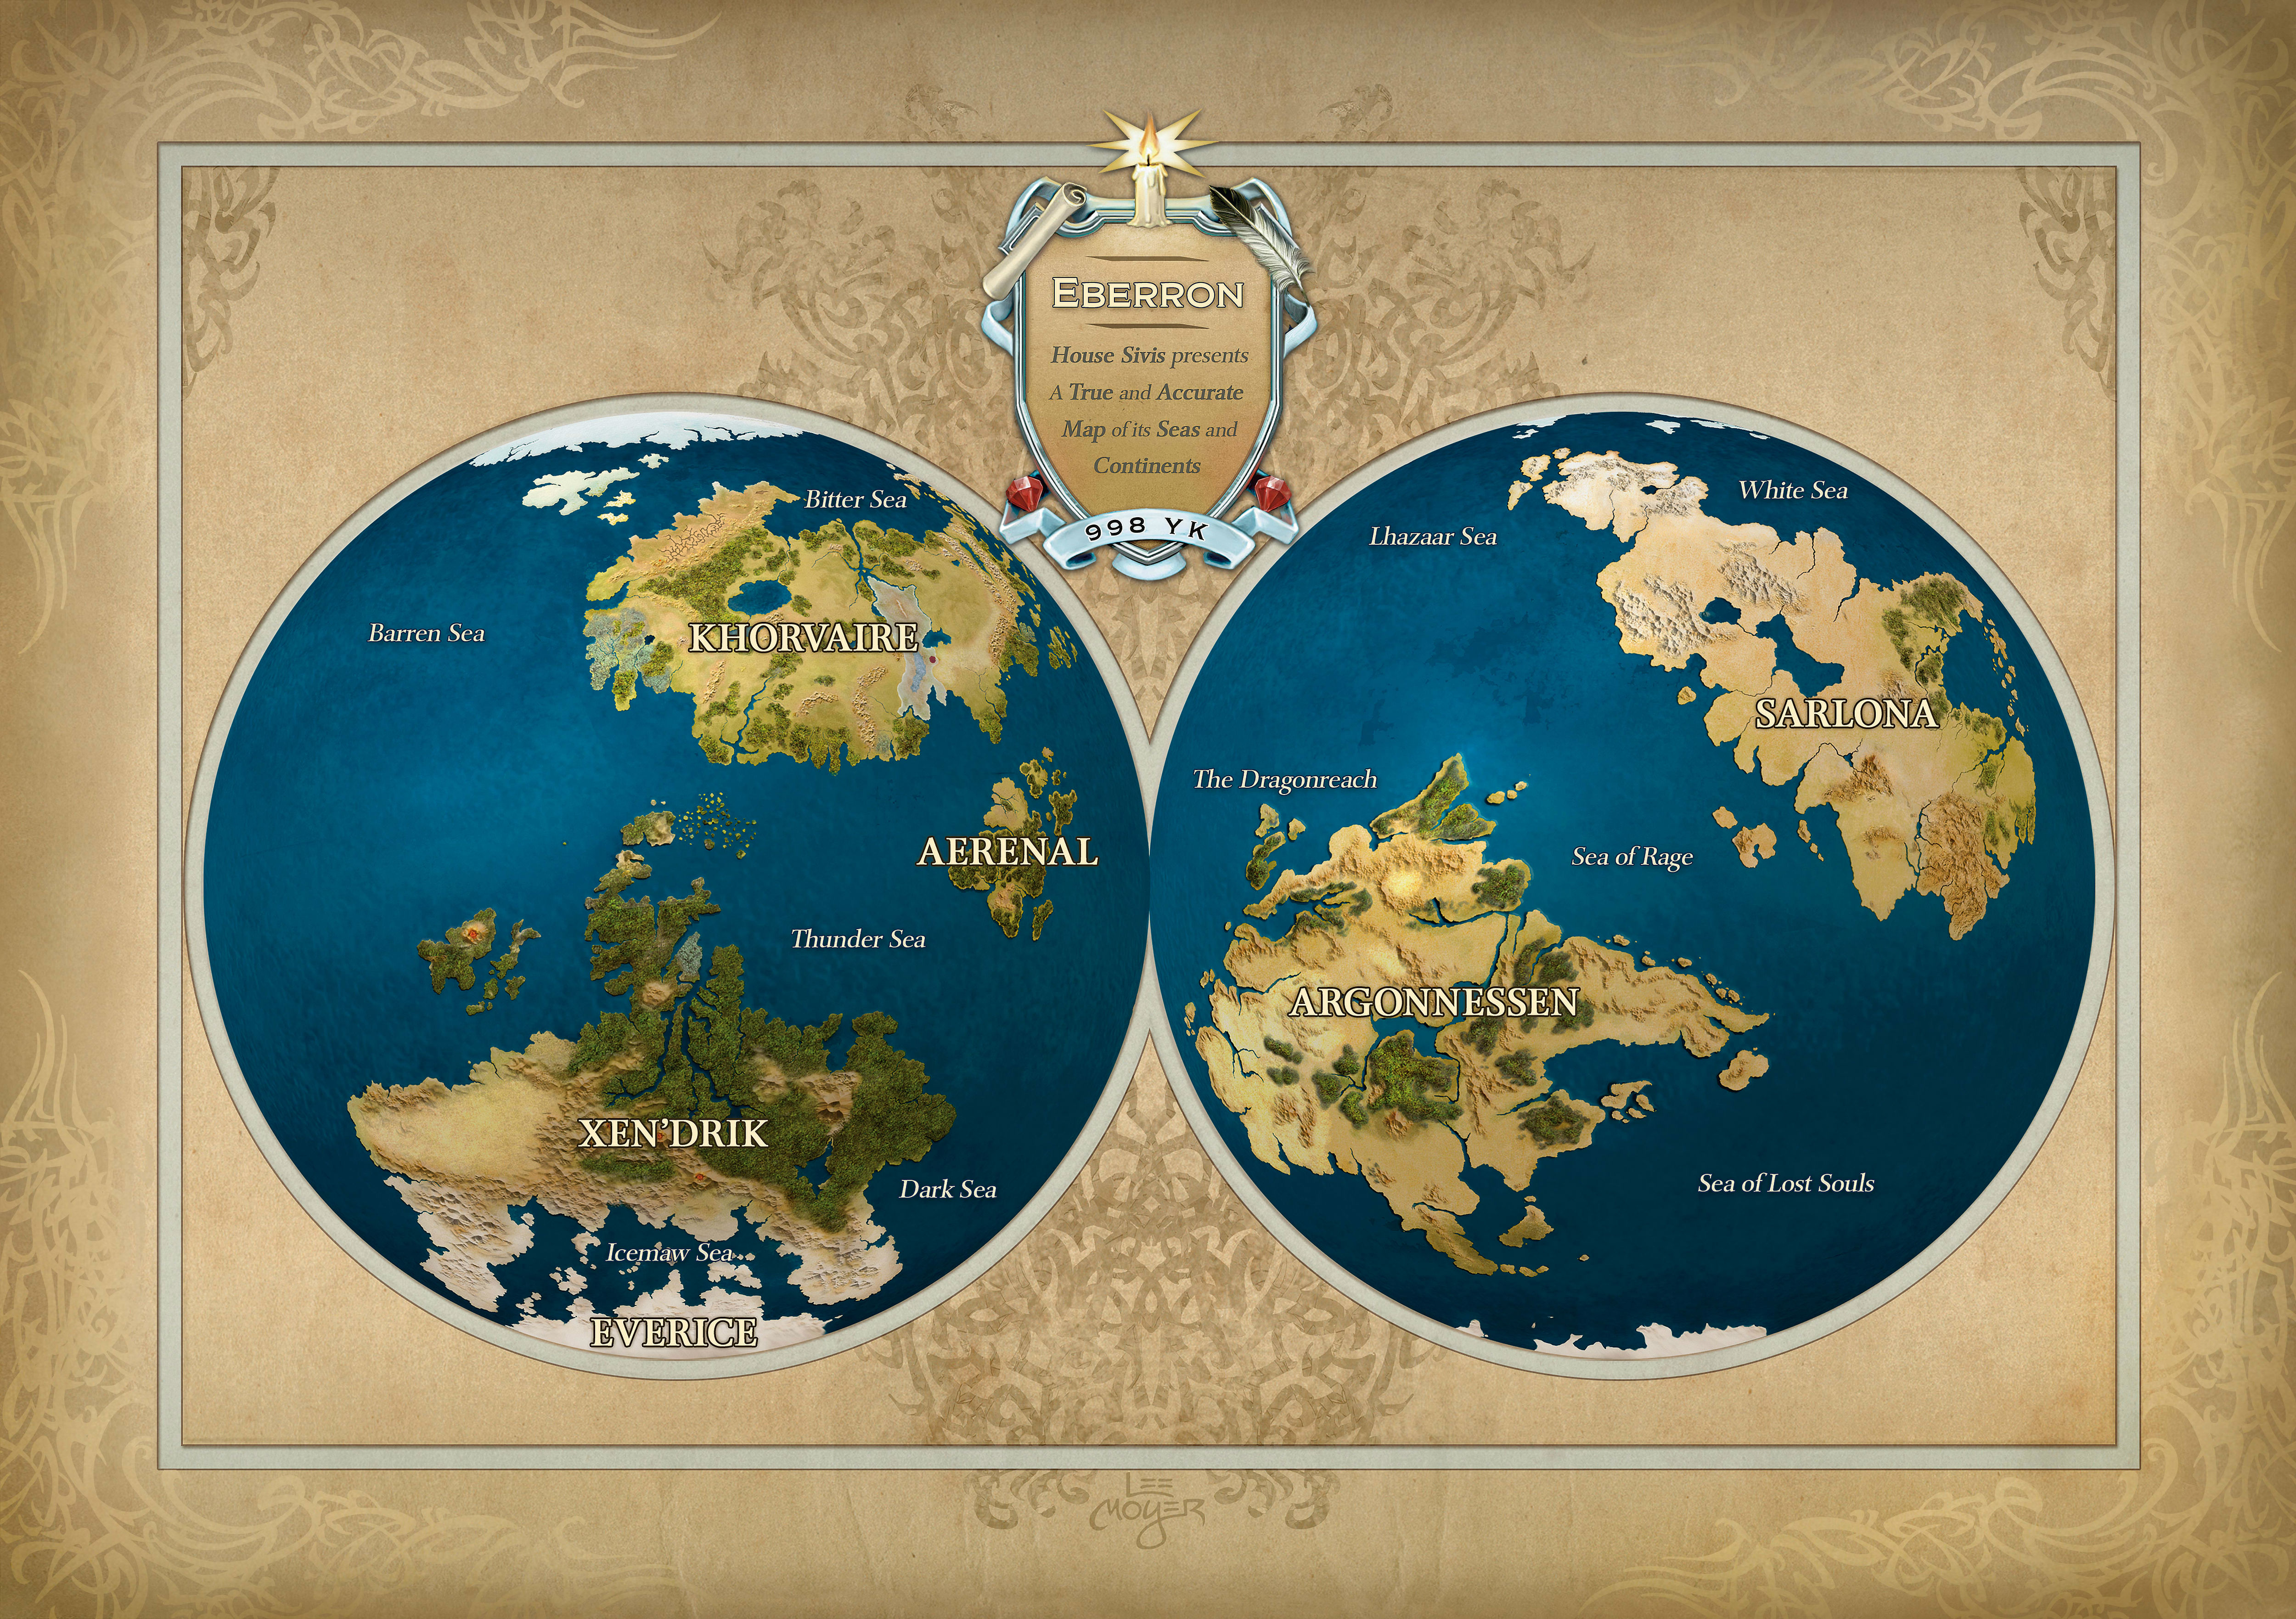 EBERRON
House Sivis presents
A True and Accurate
Map of its Seas and
Continents
998 YK
Bitter Sea
Barren Sea
KHORVAIRE
AERENAL
Thunder Sea
XEN'DRIK
Dark Sea
Icemaw Sea
EVERICE
White Sea
Lhazaar Sea
SARLONA
The Dragonreach
Sea of Rage
ARGONNESSEN
Sea of Lost Souls
LEE
MOYER